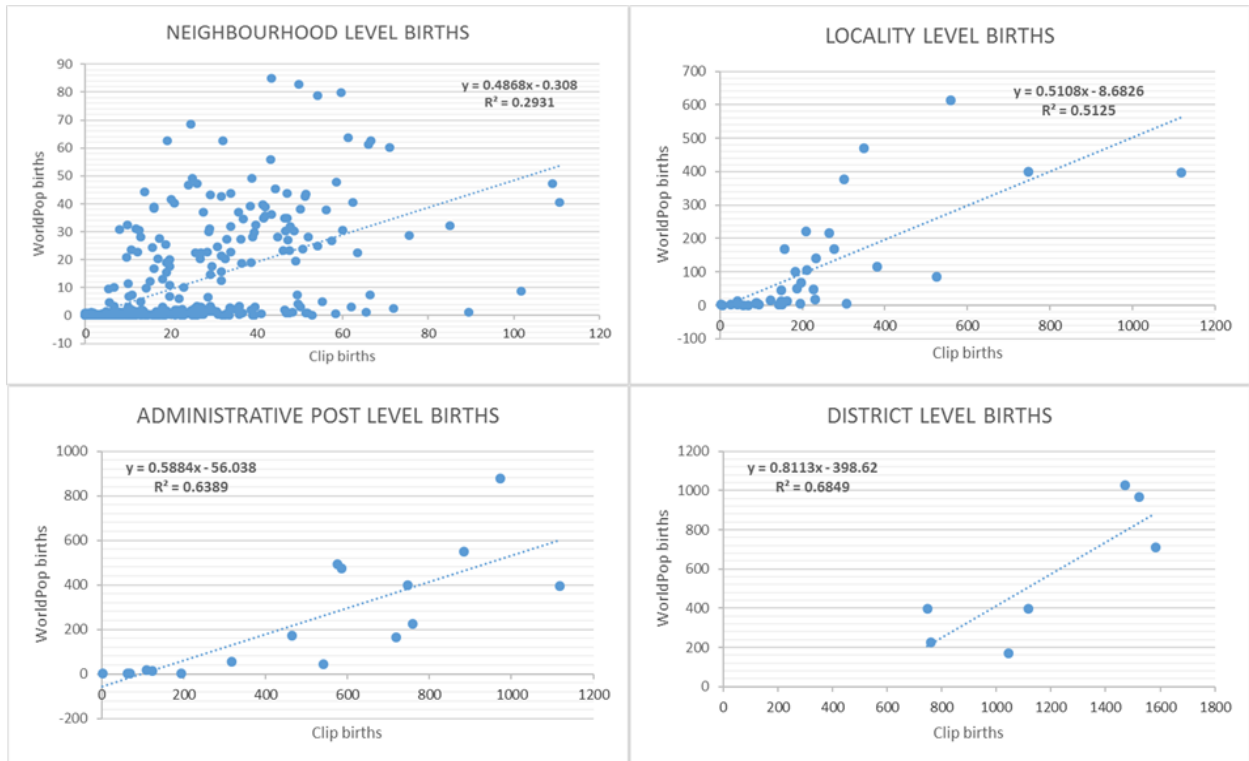 NEIGHBOURHOOD LEVEL BIRTHS
y = 0.4868x - 0.308
R² = 0.2931
WorldPop births
90
80
70
60
50
40
30
20
10
0
-10
0 20 40 60 80 100 120
Clip births
LOCALITY LEVEL BIRTHS
y = 0.5108x - 8.6826
R² = 0.5125
WorldPop births
700
600
500
400
300
200
100
0
-100
0 200 400 600 800 1000 1200
Clip births
ADMINISTRATIVE POST LEVEL BIRTHS
y = 0.5884x - 56.038
R² = 0.6389
WorldPop births
1000
800
600
400
200
0
-200
0 200 400 600 800 1000 1200
Clip births
DISTRICT LEVEL BIRTHS
y = 0.8113x - 398.62
R² = 0.6849
WorldPop births
1200
1000
800
600
400
200
0
0 200 400 600 800 1000 1200 1400 1600 1800
Clip births